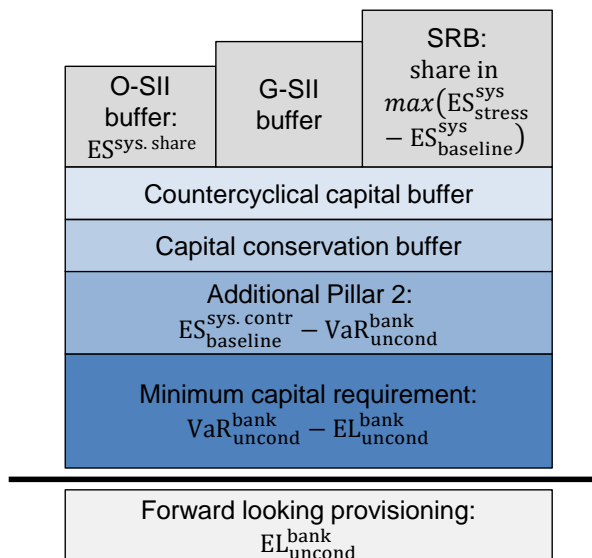 O-SII
buffer:
ES^sys. share
G-SII
buffer
SRB:
share in
max(ES^sys_stress
− ES^sys_baseline)
Countercyclical capital buffer
Capital conservation buffer
Additional Pillar 2:
ES^sys. contr_baseline − VaR^bank_uncond
Minimum capital requirement:
VaR^bank_uncond − EL^bank_uncond
Forward looking provisioning:
EL^bank_uncond